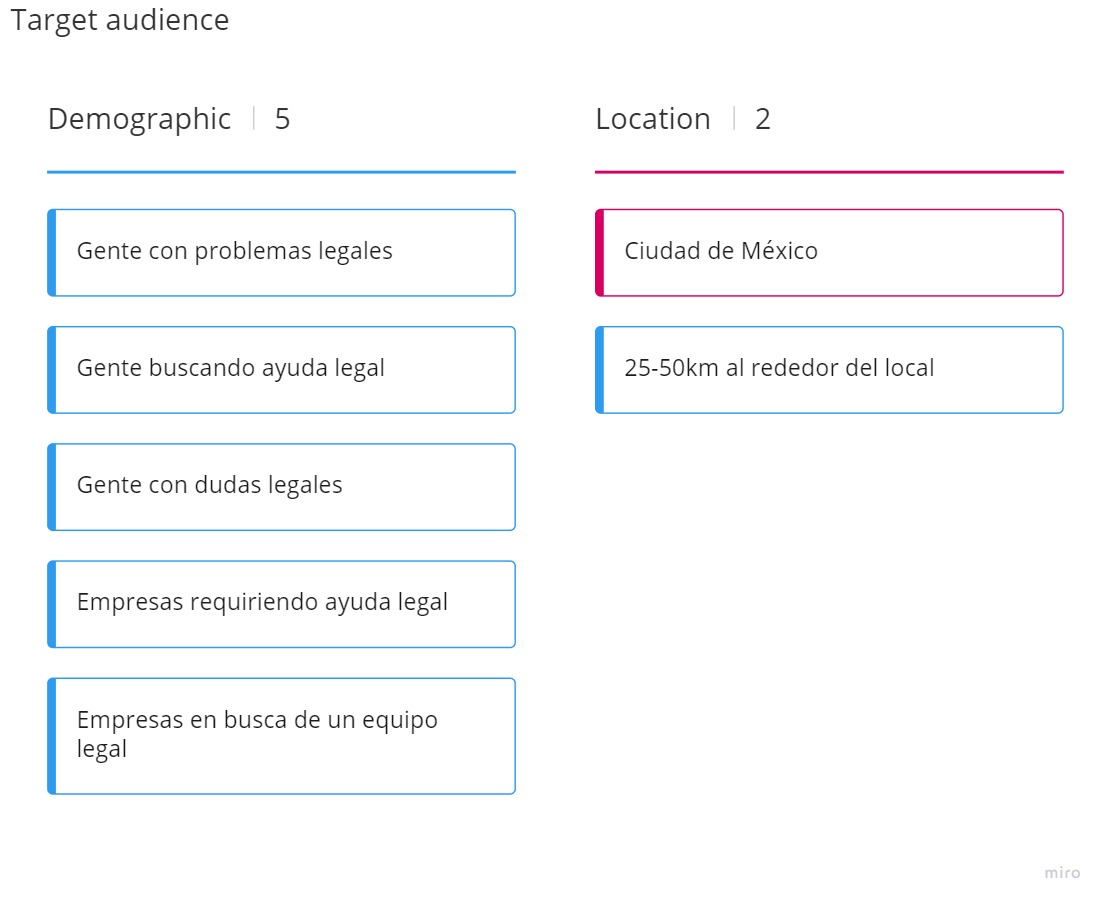 Target audience
Demographic | 5
Gente con problemas legales
Gente buscando ayuda legal
Gente con dudas legales
Empresas requiriendo ayuda legal
Empresas en busca de un equipo
legal
Location | 2
Ciudad de México
25-50km al rededor del local
miro